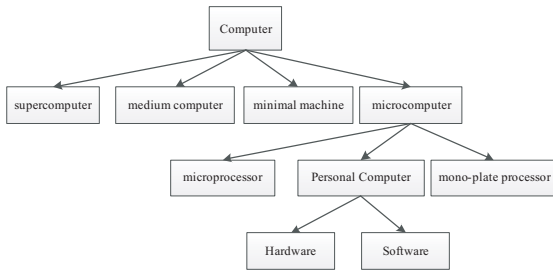 Computer
supercomputer
medium computer
minimal machine
microcomputer
microprocessor
Personal Computer
mono-plate processor
Hardware
Software